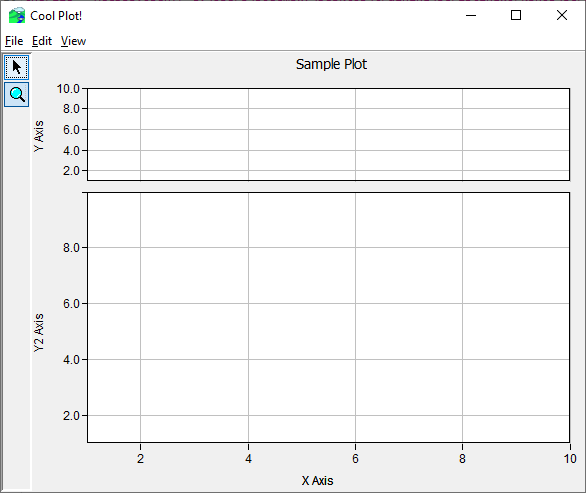 Cool Plot!
File Edit View
Sample Plot
10.0
8.0
6.0
4.0
2.0
Y Axis
8.0
6.0
4.0
2.0
Y2 Axis
2 4 6 8 10
X Axis